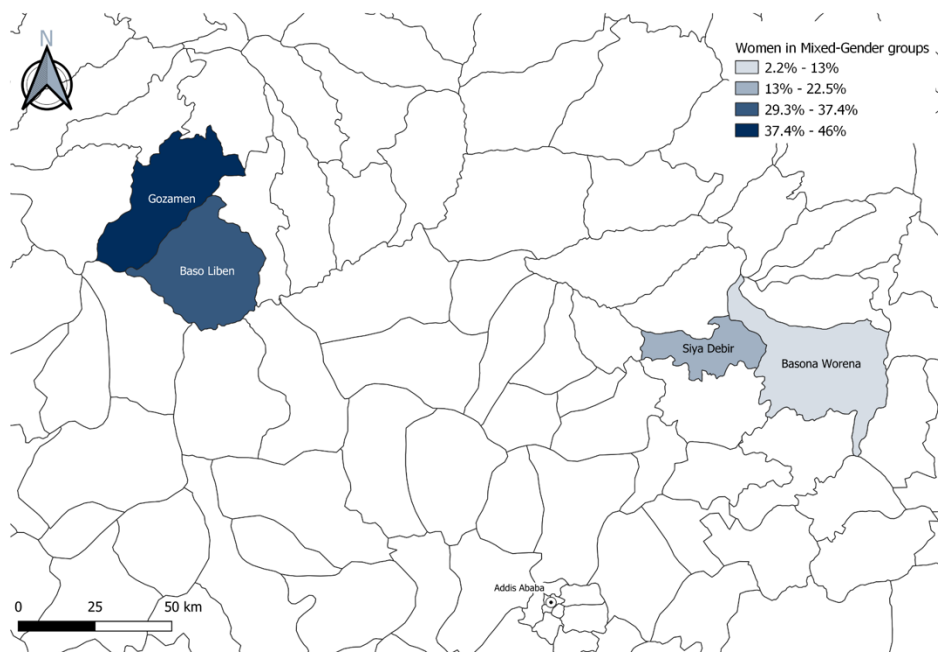 N
Women in Mixed-Gender groups
2.2% - 13%
13% - 22.5%
29.3% - 37.4%
37.4% - 46%
Gozamen
Baso Liben
Siya Debir
Basona Worena
Addis Ababa
0 25 50 km